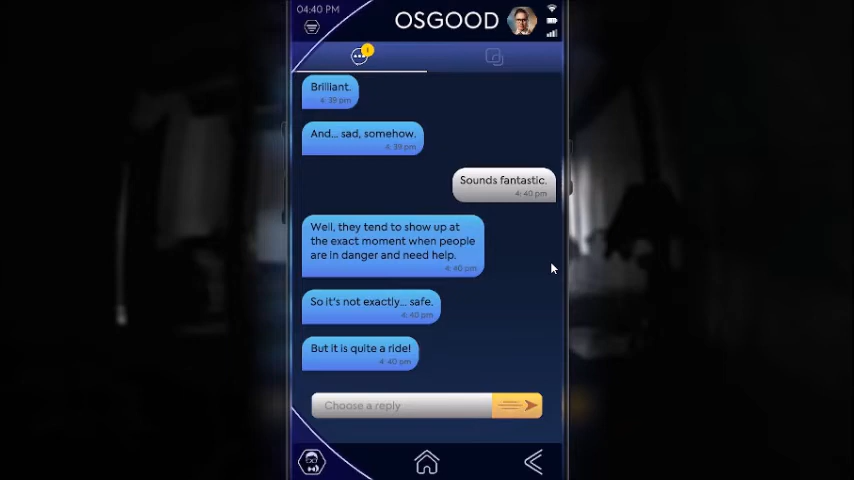 04:40 PM
OSGOOD
Brilliant.
4:39 pm
And... sad, somehow.
4:39 pm
Sounds fantastic.
4:40 pm
Well, they tend to show up at
the exact moment when people
are in danger and need help.
4:40 pm
So it's not exactly... safe.
4:40 pm
But it is quite a ride!
4:40 pm
Choose a reply